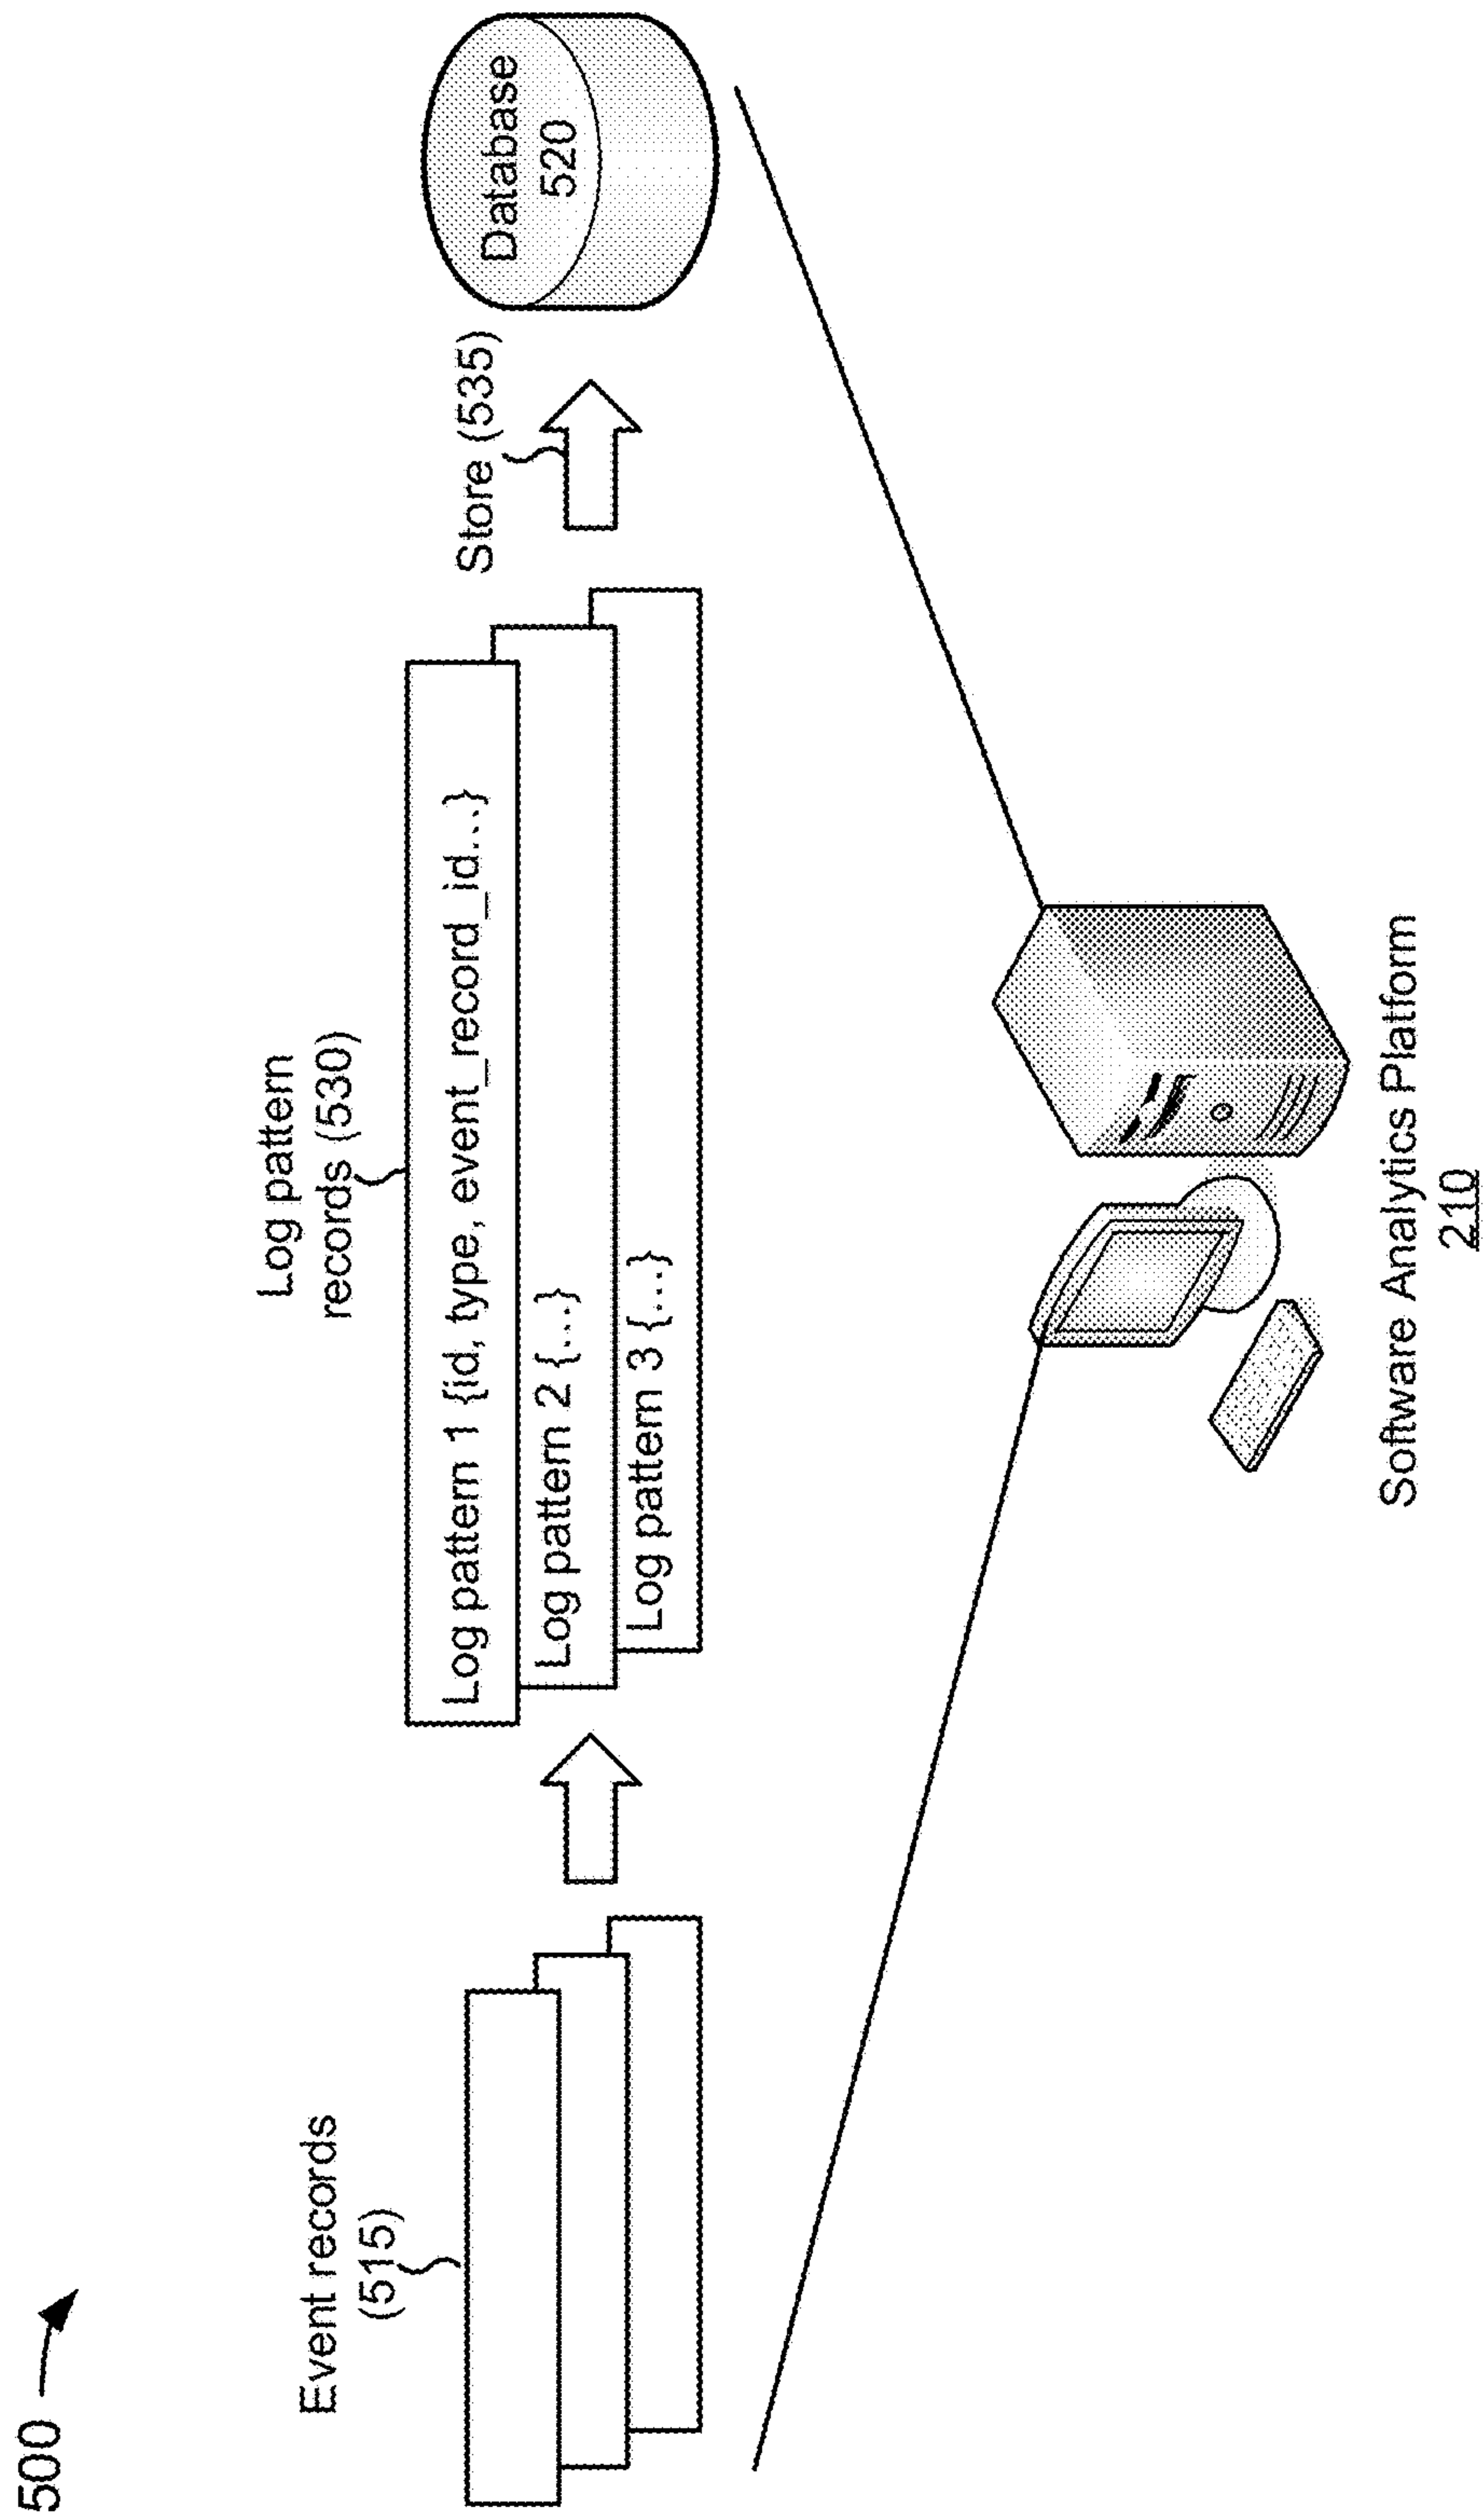 500
Event records
(515)
Log pattern
records (530)
Log pattern 1 {id, type, event_record_id...}
Log pattern 2 {...}
Log pattern 3 {...}
Store (535)
Database
520
Software Analytics Platform
210